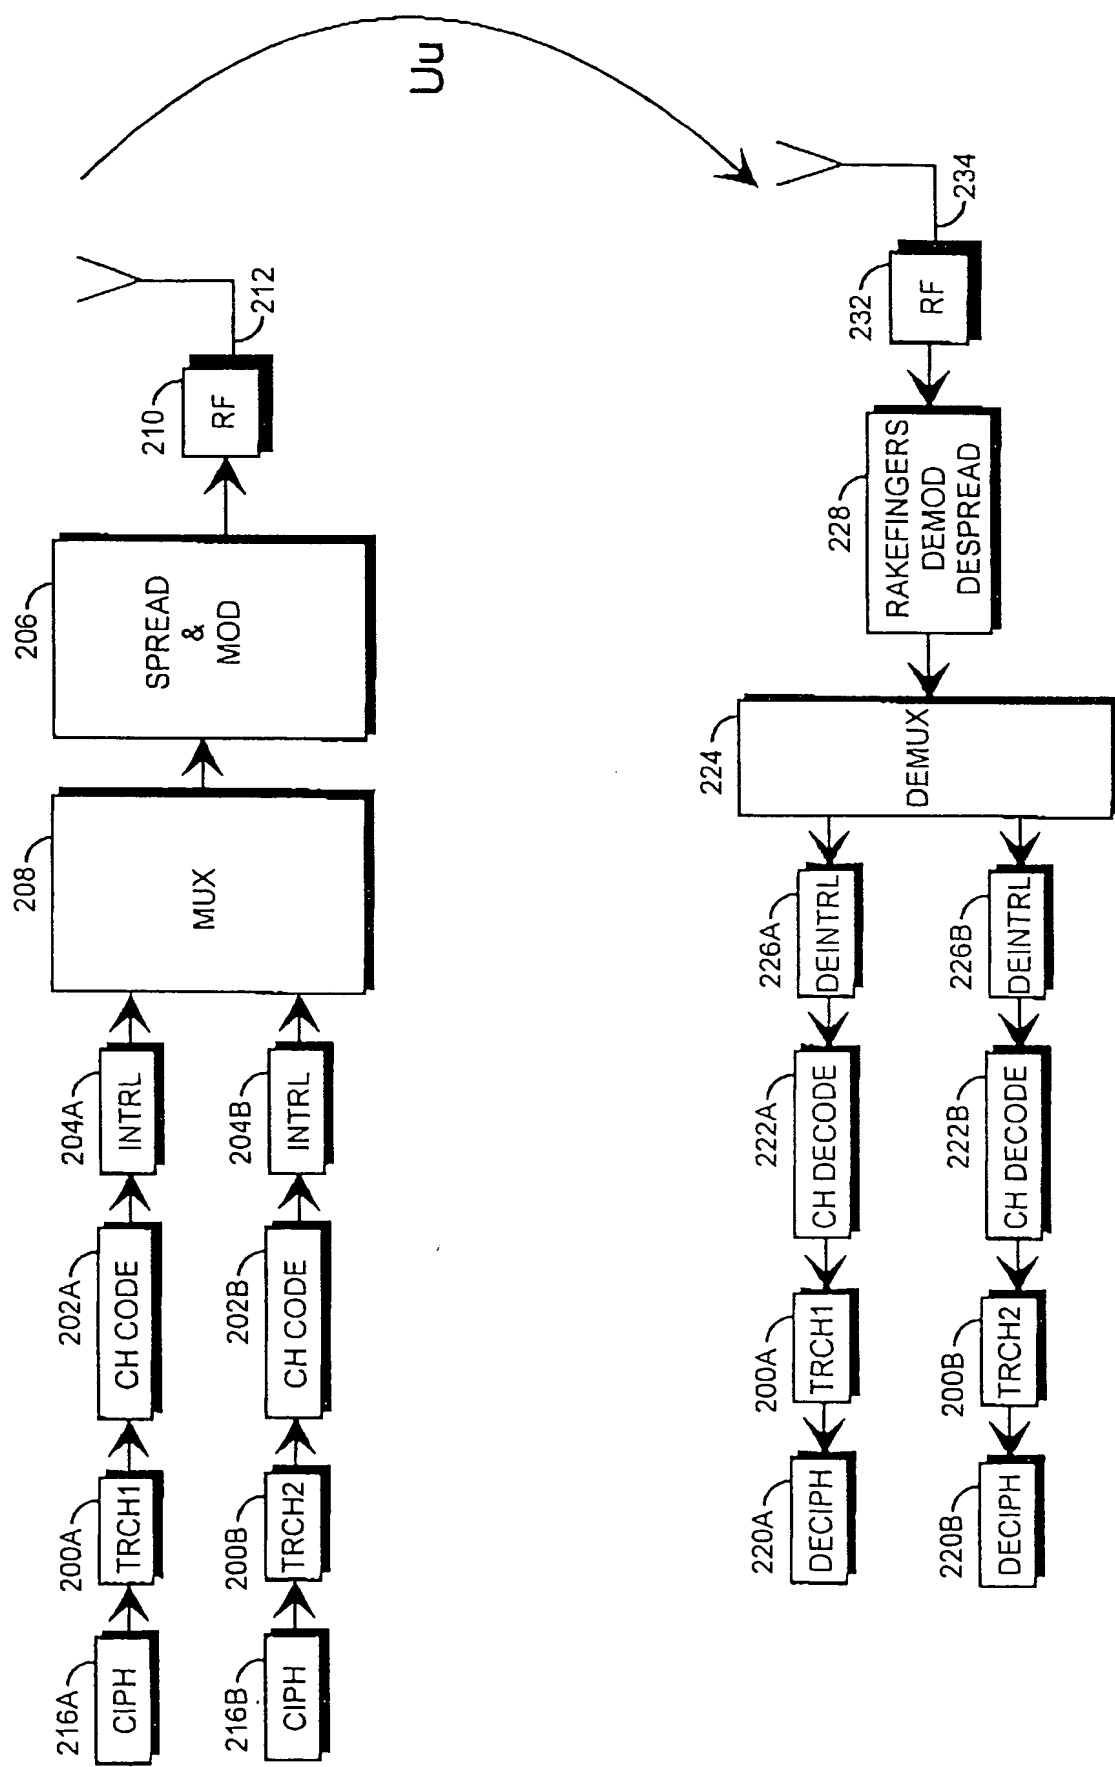 216A
CIPH
200A
TRCH1
202A
CH CODE
204A
INTRL
216B
CIPH
200B
TRCH2
202B
CH CODE
204B
INTRL
208
MUX
206
SPREAD
&
MOD
210
RF
212
Uu
220A
DECIPH
200A
TRCH1
222A
CH DECODE
226A
DEINTRL
220B
DECIPH
200B
TRCH2
222B
CH DECODE
226B
DEINTRL
224
DEMUX
228
RAKEFINGERS
DEMOD
DESPREAD
232
RF
234